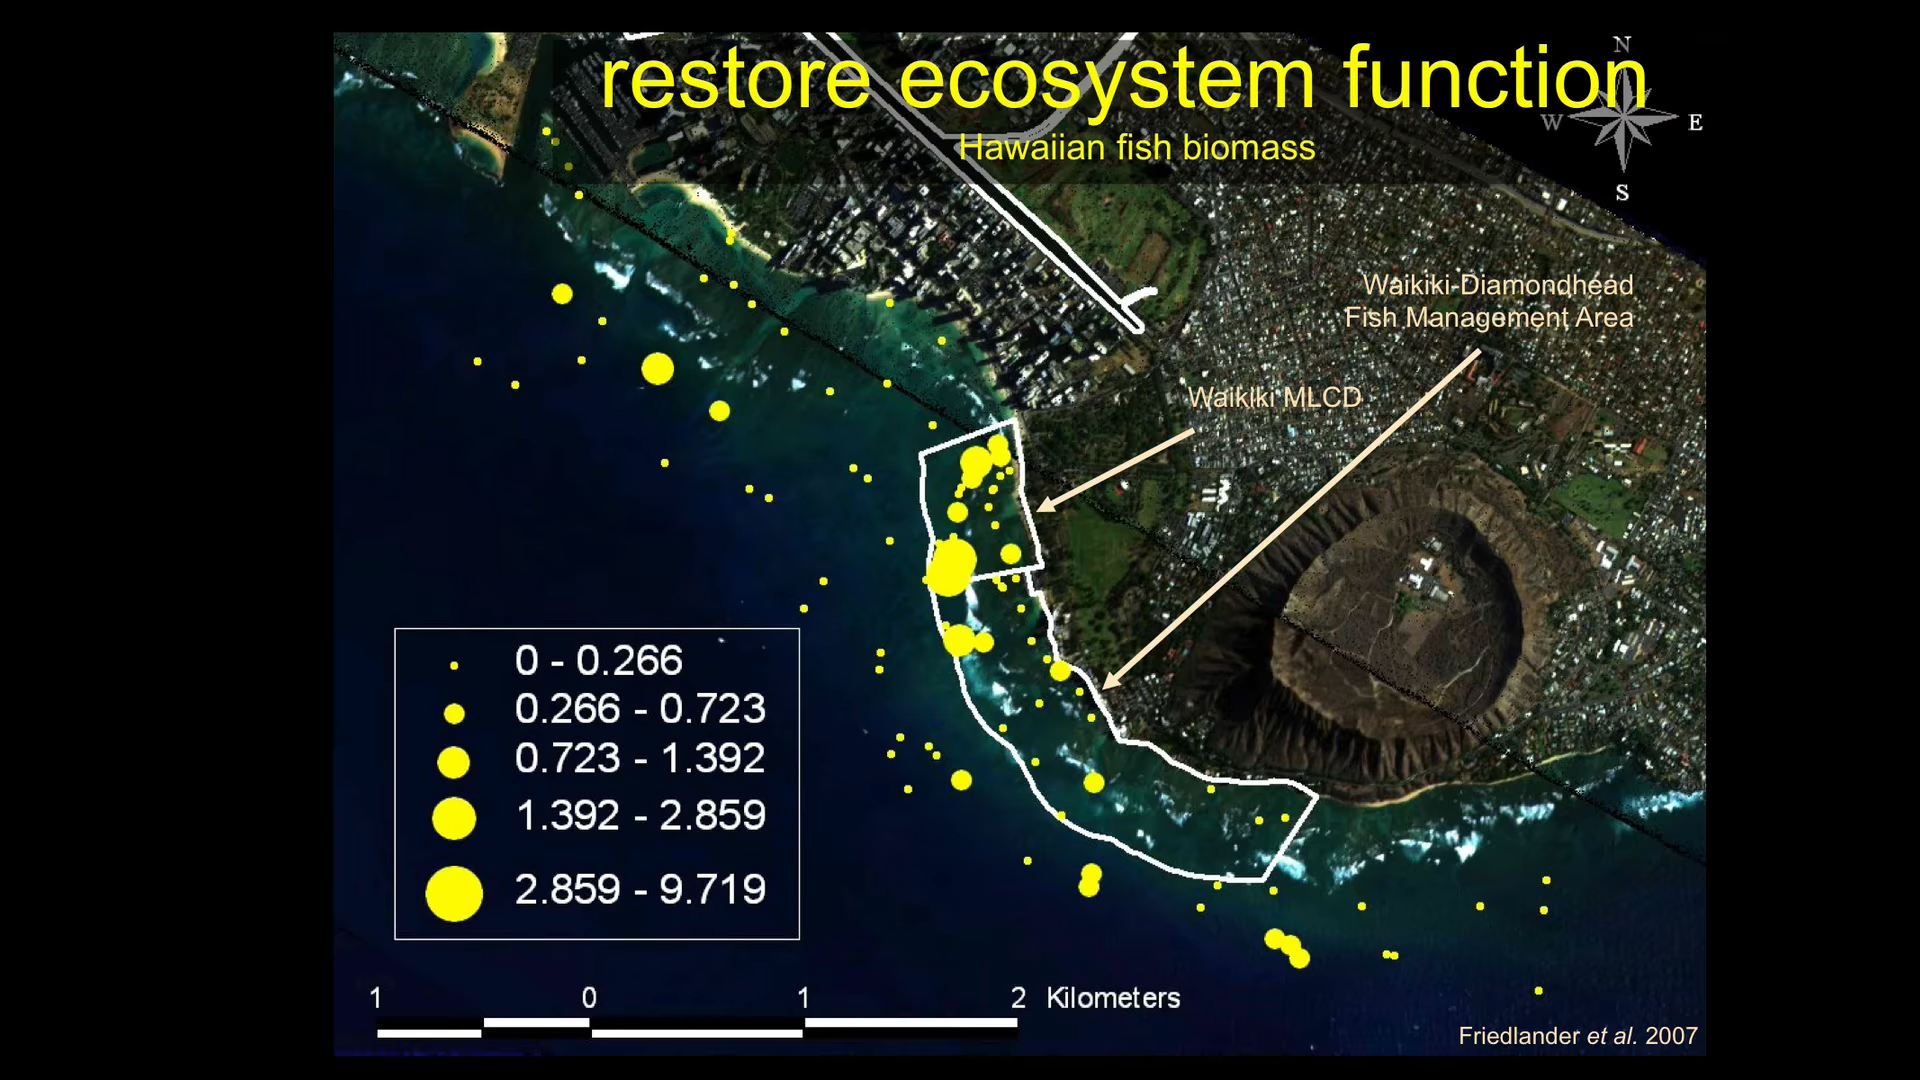 restore ecosystem function
Hawaiian fish biomass
N
W
E
S
Waikiki-Diamondhead
Fish Management Area
Waikiki MLCD
0 - 0.266
0.266 - 0.723
0.723 - 1.392
1.392 - 2.859
2.859 - 9.719
1 0 1 2 Kilometers
Friedlander et al. 2007